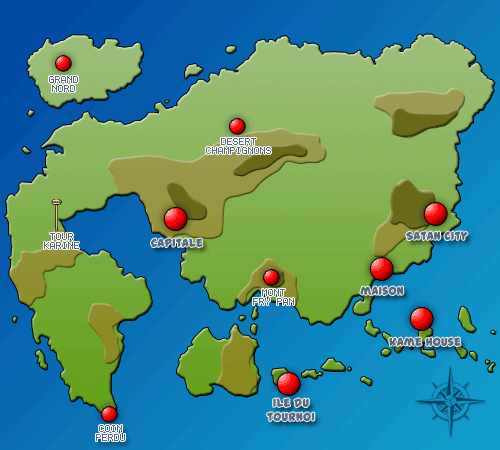 GRAND
NORD
DESERT
CHAMPIGNONS
TOUR
KARINE
CAPITALE
SATAN CITY
MONT
FRY PAN
MAISON
KAME HOUSE
ILE DU
TOURNOI
COIN
PERDU